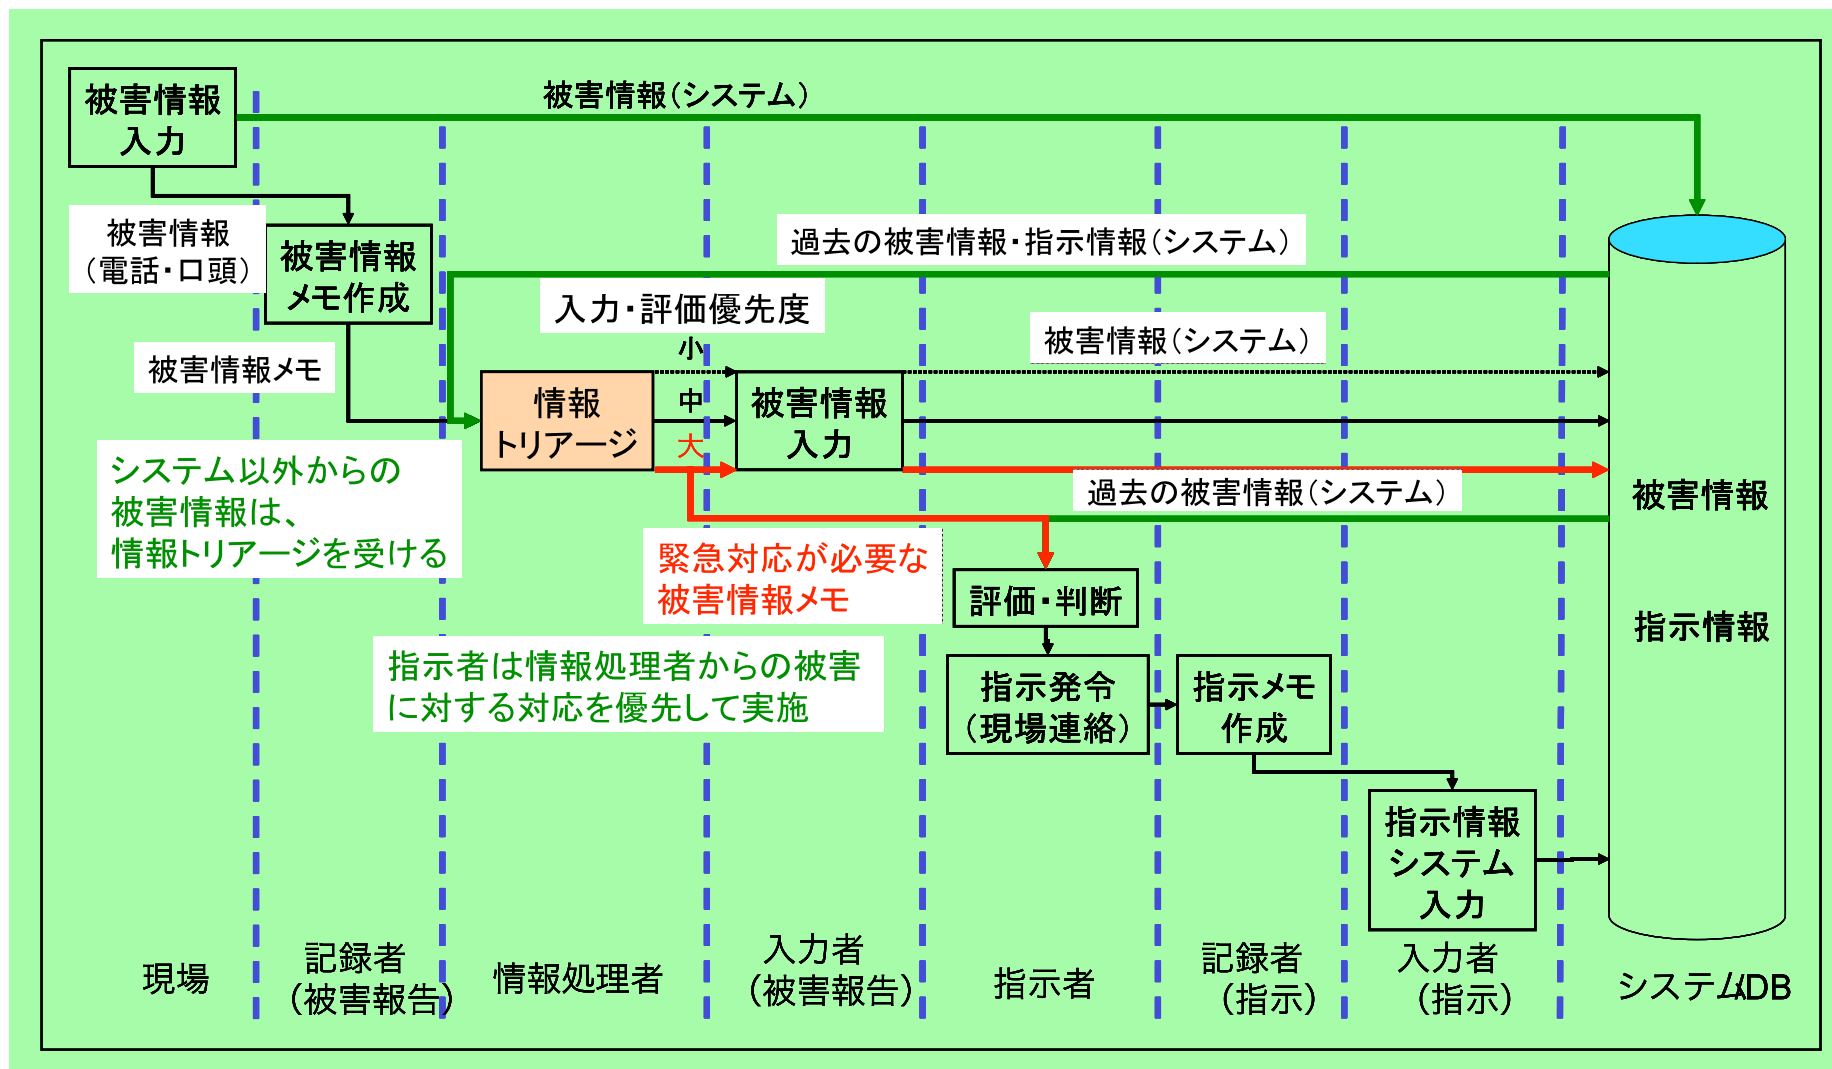 被害情報
入力
被害情報(システム)
被害情報
(電話・口頭)
被害情報
メモ作成
過去の被害情報・指示情報(システム)
入力・評価優先度
小
被害情報(システム)
被害情報メモ
情報
トリアージ
中
大
被害情報
入力
システム以外からの
被害情報は、
情報トリアージを受ける
過去の被害情報(システム)
被害情報
緊急対応が必要な
被害情報メモ
評価・判断
指示情報
指示者は情報処理者からの被害
に対する対応を優先して実施
指示発令
(現場連絡)
指示メモ
作成
指示情報
システム
入力
現場
記録者
(被害報告)
情報処理者
入力者
(被害報告)
指示者
記録者
(指示)
入力者
(指示)
システム/DB